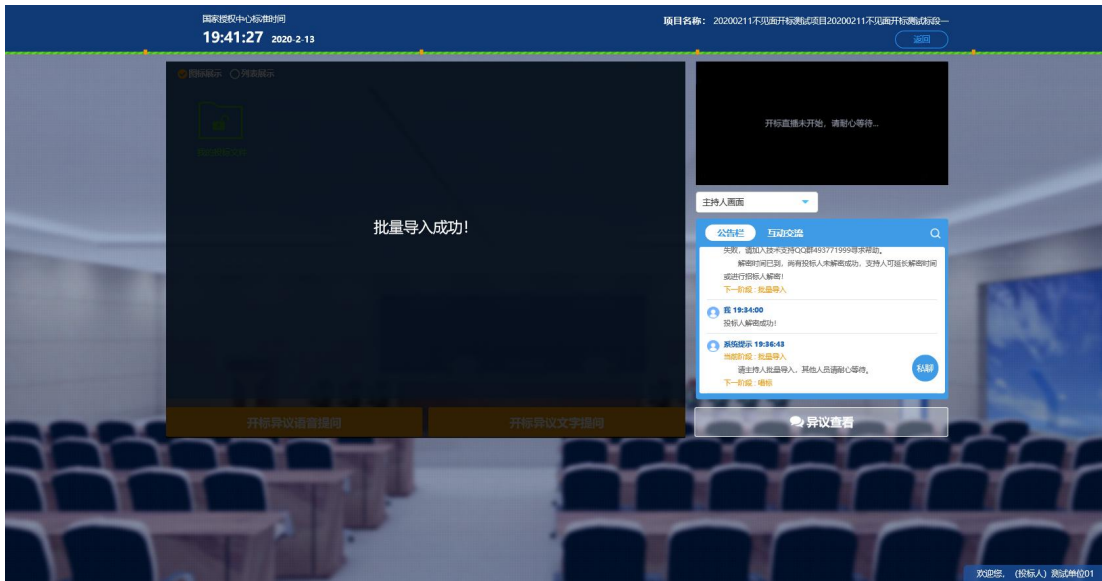 国家授权中心标准时间
19:41:27 2020-2-13
项目名称： 20200211不见面开标测试项目20200211不见面开标测试标段一
返回
图标展示 列表展示
批量导入成功！
开标异议语音提问
开标异议文字提问
开标直播未开始，请耐心等待...
主持人画面
公告栏 互动交流
失败，请加入技术支持QQ群493771999寻求帮助。
解密时间已到，尚有投标人未解密成功，支持人可延长解密时间
或进行招标人解密！
下一阶段：批量导入
我 19:34:00
投标人解密成功！
系统提示 19:36:43
当前阶段：批量导入
请主持人批量导入，其他人员请耐心等待。
下一阶段：唱标
私聊
异议查看
欢迎您，（投标人）测试单位01